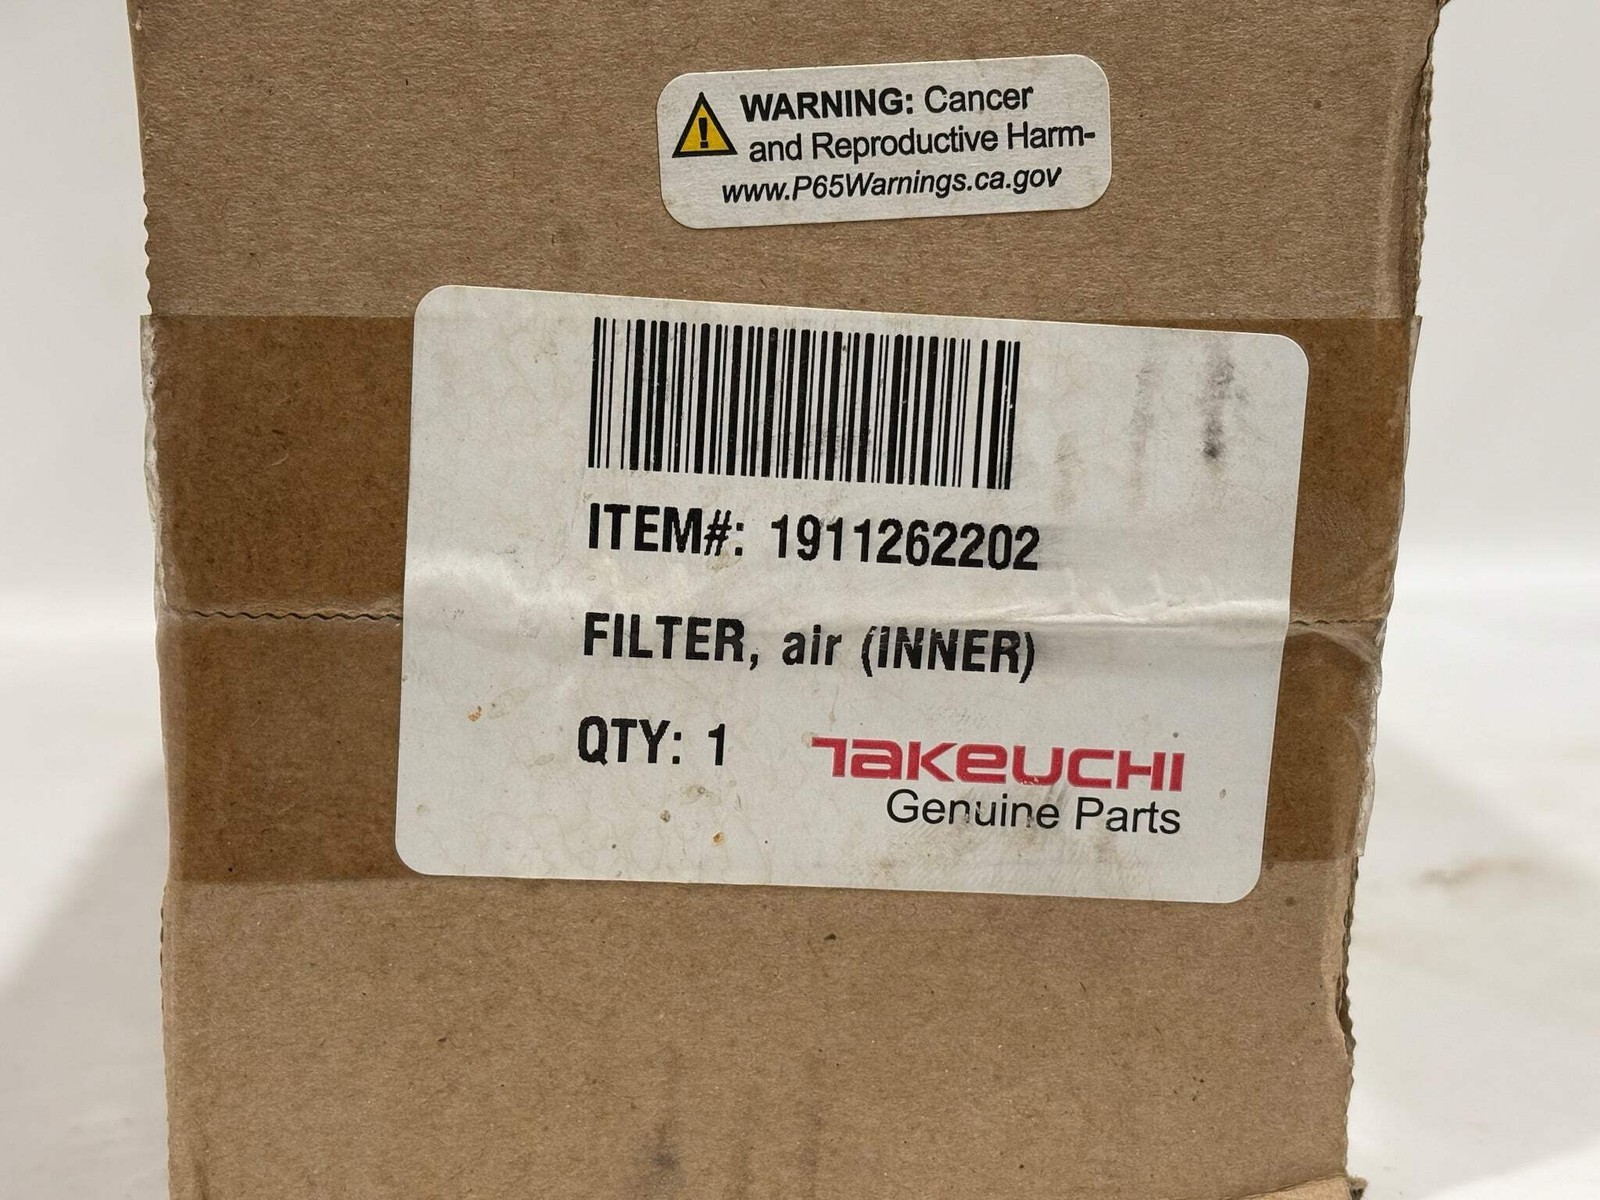 WARNING: Cancer
and Reproductive Harm-
www.P65Warnings.ca.gov
ITEM#: 1911262202
FILTER, air (INNER)
QTY: 1
TAKEUCHI
Genuine Parts